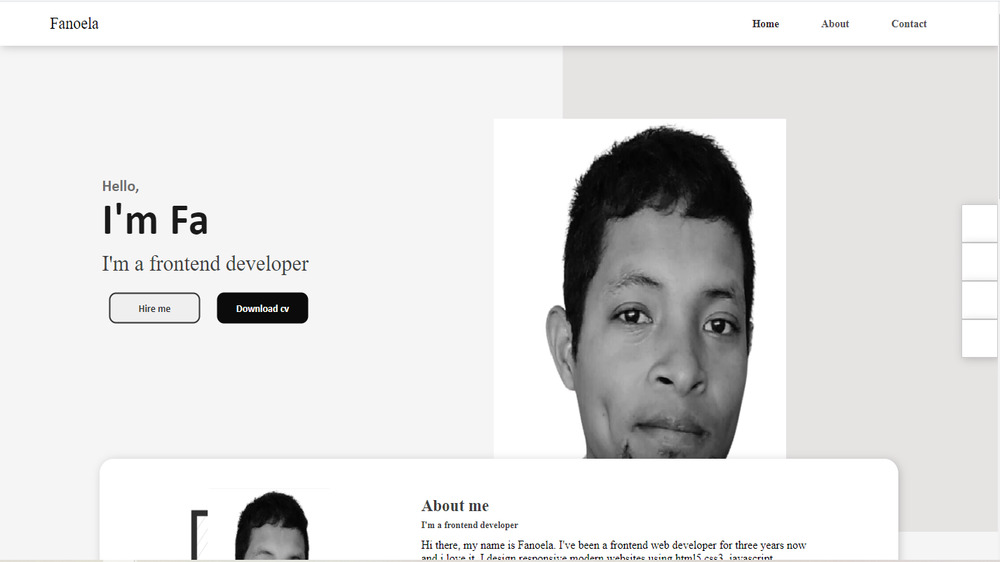 Fanoela
Home About Contact
Hello,
I'm Fa
I'm a frontend developer
Hire me Download cv
About me
I'm a frontend developer
Hi there, my name is Fanoela. I've been a frontend web developer for three years now
and i love it. I design responsive modern websites using html5 css3, javascript